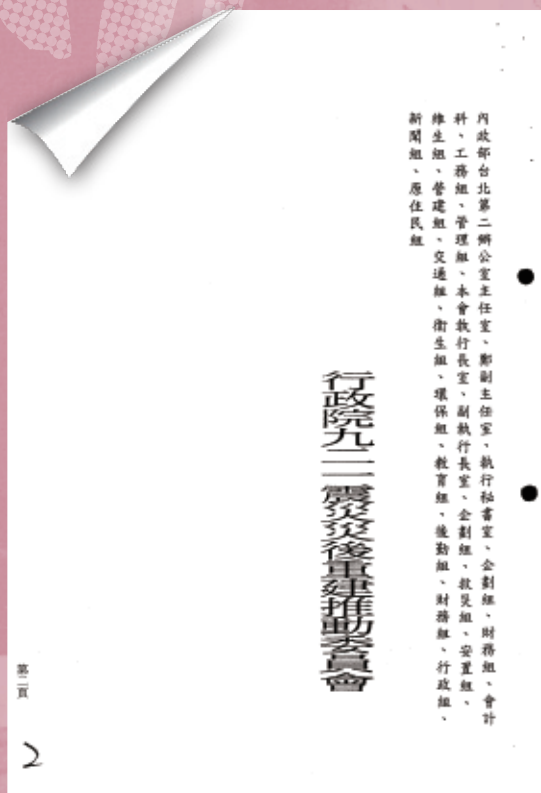 內政部台北第二辦公室主任室、鄭副主任室、執行秘書室、企劃組、財務組、會計
科、工務組、管理組、本會執行長室、副執行長室、企劃組、救災組、安置組、
維生組、營建組、交通組、衛生組、環保組、教育組、後勤組、財務組、行政組、
新聞組、原住民組
行政院九二一震災災後重建推動委員會
第二頁
2